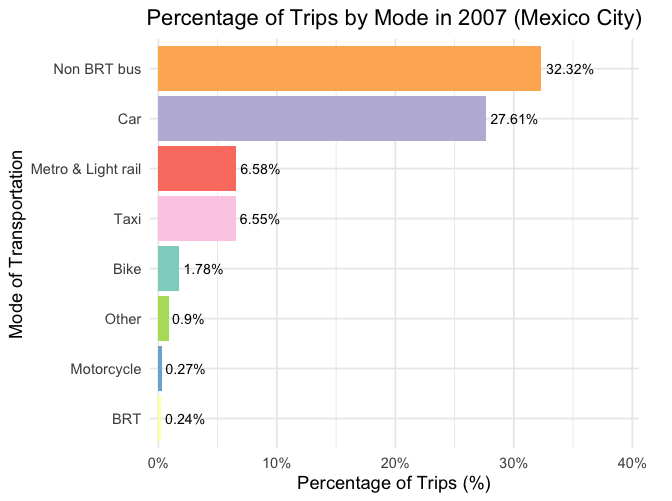 Percentage of Trips by Mode in 2007 (Mexico City)
Mode of Transportation
Non BRT bus 32.32%
Car 27.61%
Metro & Light rail 6.58%
Taxi 6.55%
Bike 1.78%
Other 0.9%
Motorcycle 0.27%
BRT 0.24%
0% 10% 20% 30% 40%
Percentage of Trips (%)